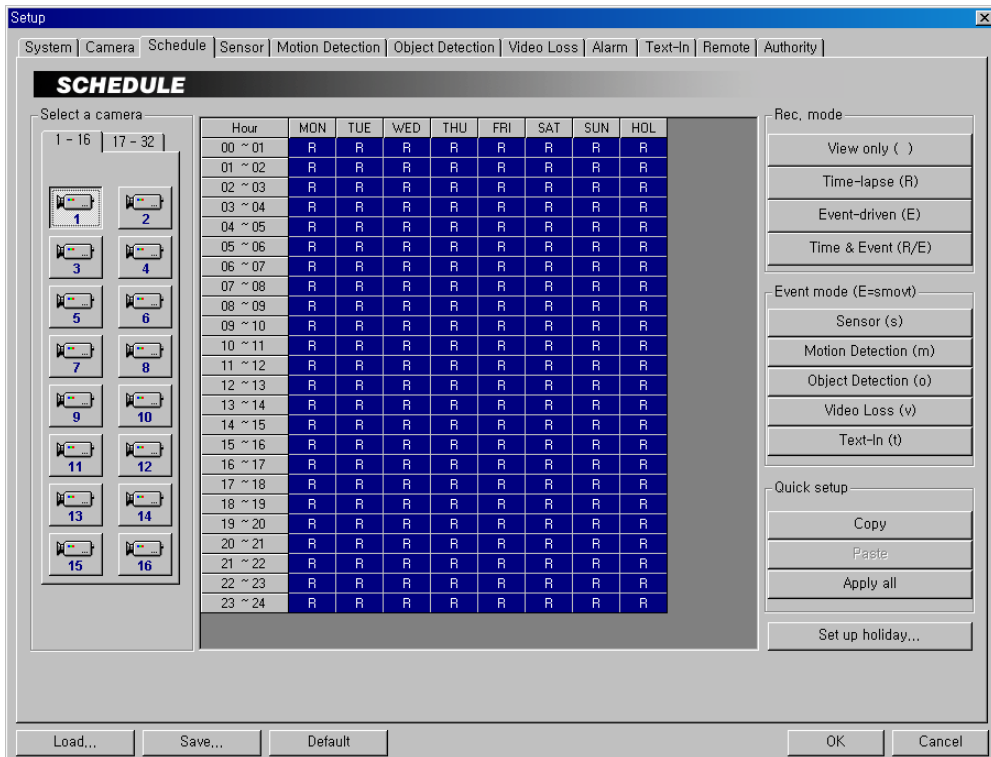 Setup
System Camera Schedule Sensor Motion Detection Object Detection Video Loss Alarm Text-In Remote Authority
SCHEDULE
Select a camera
1 - 16 17 - 32
1 2
3 4
5 6
7 8
9 10
11 12
13 14
15 16
Hour MON TUE WED THU FRI SAT SUN HOL
00 ~ 01 R R R R R R R R
01 ~ 02 R R R R R R R R
02 ~ 03 R R R R R R R R
03 ~ 04 R R R R R R R R
04 ~ 05 R R R R R R R R
05 ~ 06 R R R R R R R R
06 ~ 07 R R R R R R R R
07 ~ 08 R R R R R R R R
08 ~ 09 R R R R R R R R
09 ~ 10 R R R R R R R R
10 ~ 11 R R R R R R R R
11 ~ 12 R R R R R R R R
12 ~ 13 R R R R R R R R
13 ~ 14 R R R R R R R R
14 ~ 15 R R R R R R R R
15 ~ 16 R R R R R R R R
16 ~ 17 R R R R R R R R
17 ~ 18 R R R R R R R R
18 ~ 19 R R R R R R R R
19 ~ 20 R R R R R R R R
20 ~ 21 R R R R R R R R
21 ~ 22 R R R R R R R R
22 ~ 23 R R R R R R R R
23 ~ 24 R R R R R R R R
Rec, mode
View only ( )
Time-lapse (R)
Event-driven (E)
Time & Event (R/E)
Event mode (E=smovt)
Sensor (s)
Motion Detection (m)
Object Detection (o)
Video Loss (v)
Text-In (t)
Quick setup
Copy
Paste
Apply all
Set up holiday,,,
Load,,, Save,,, Default OK Cancel